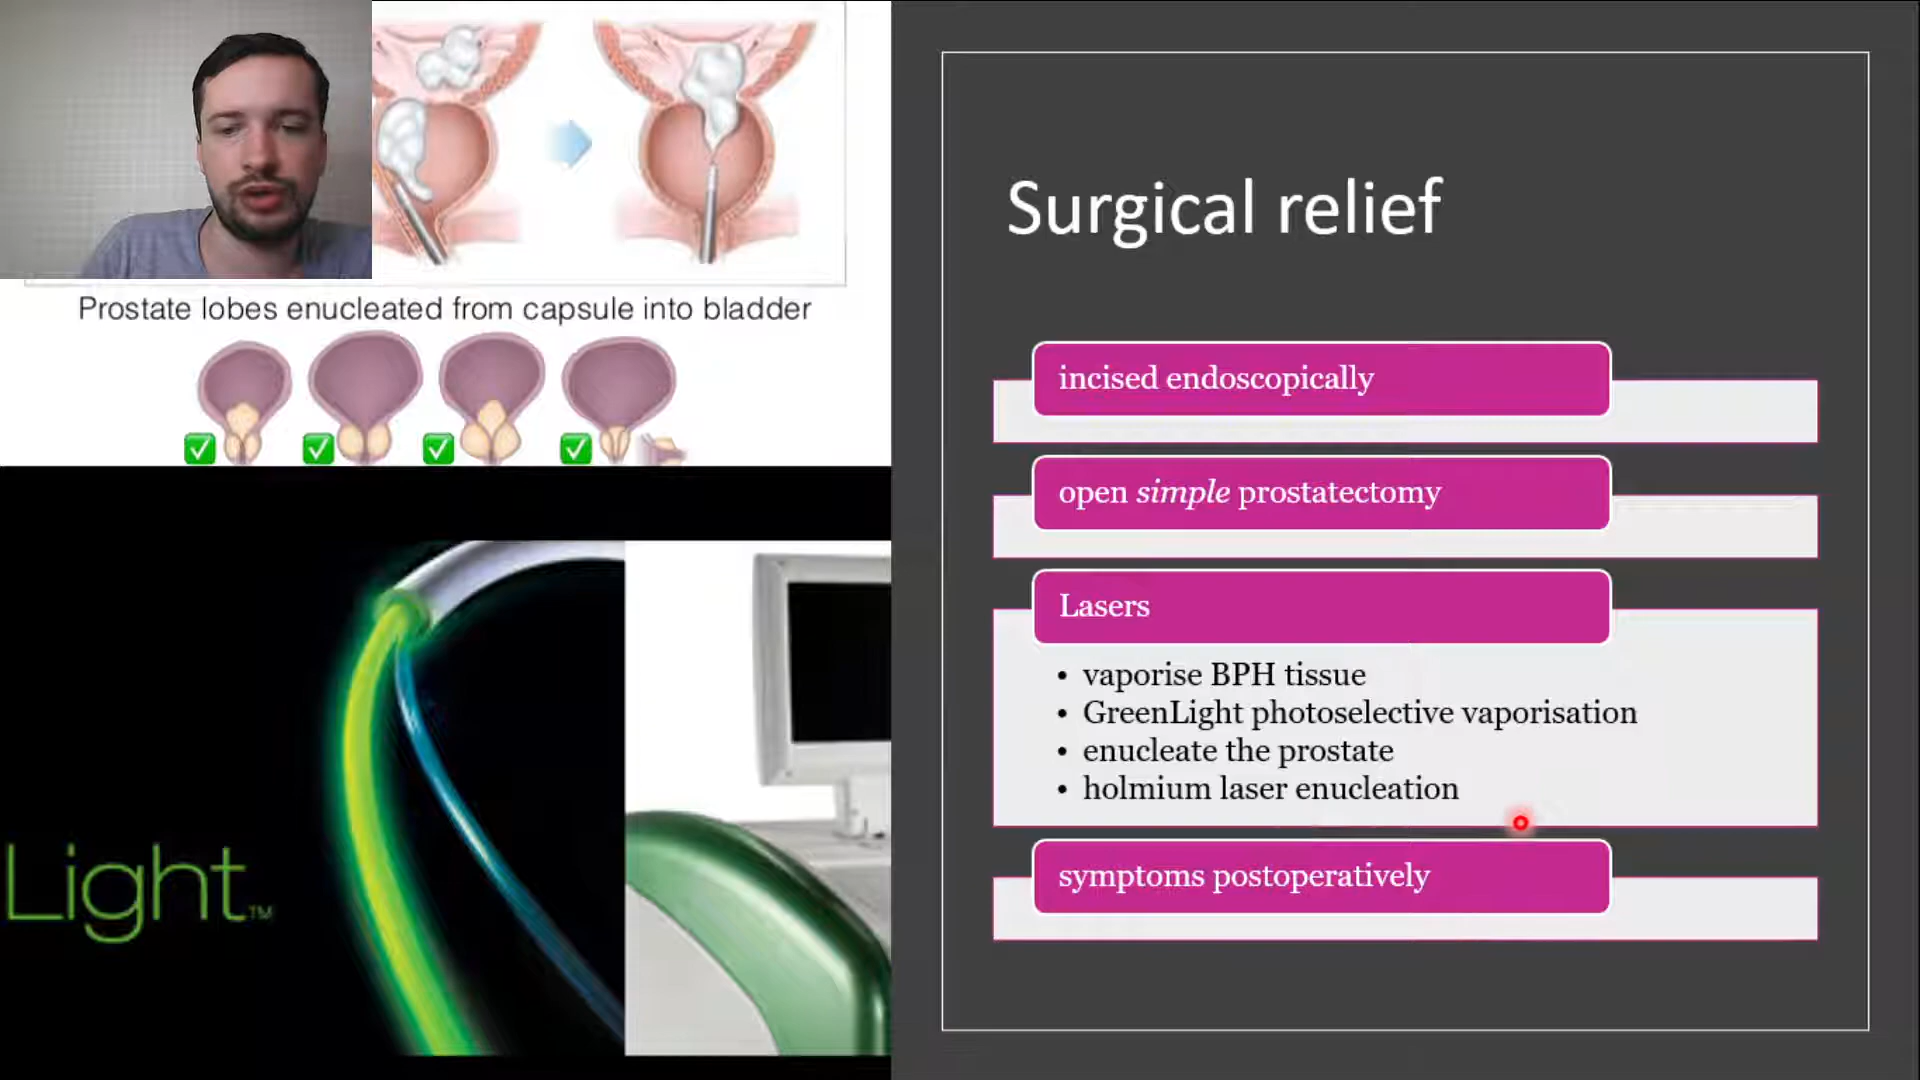 Prostate lobes enucleated from capsule into bladder
Light™
Surgical relief
incised endoscopically
open simple prostatectomy
Lasers
• vaporise BPH tissue
• GreenLight photoselective vaporisation
• enucleate the prostate
• holmium laser enucleation
symptoms postoperatively